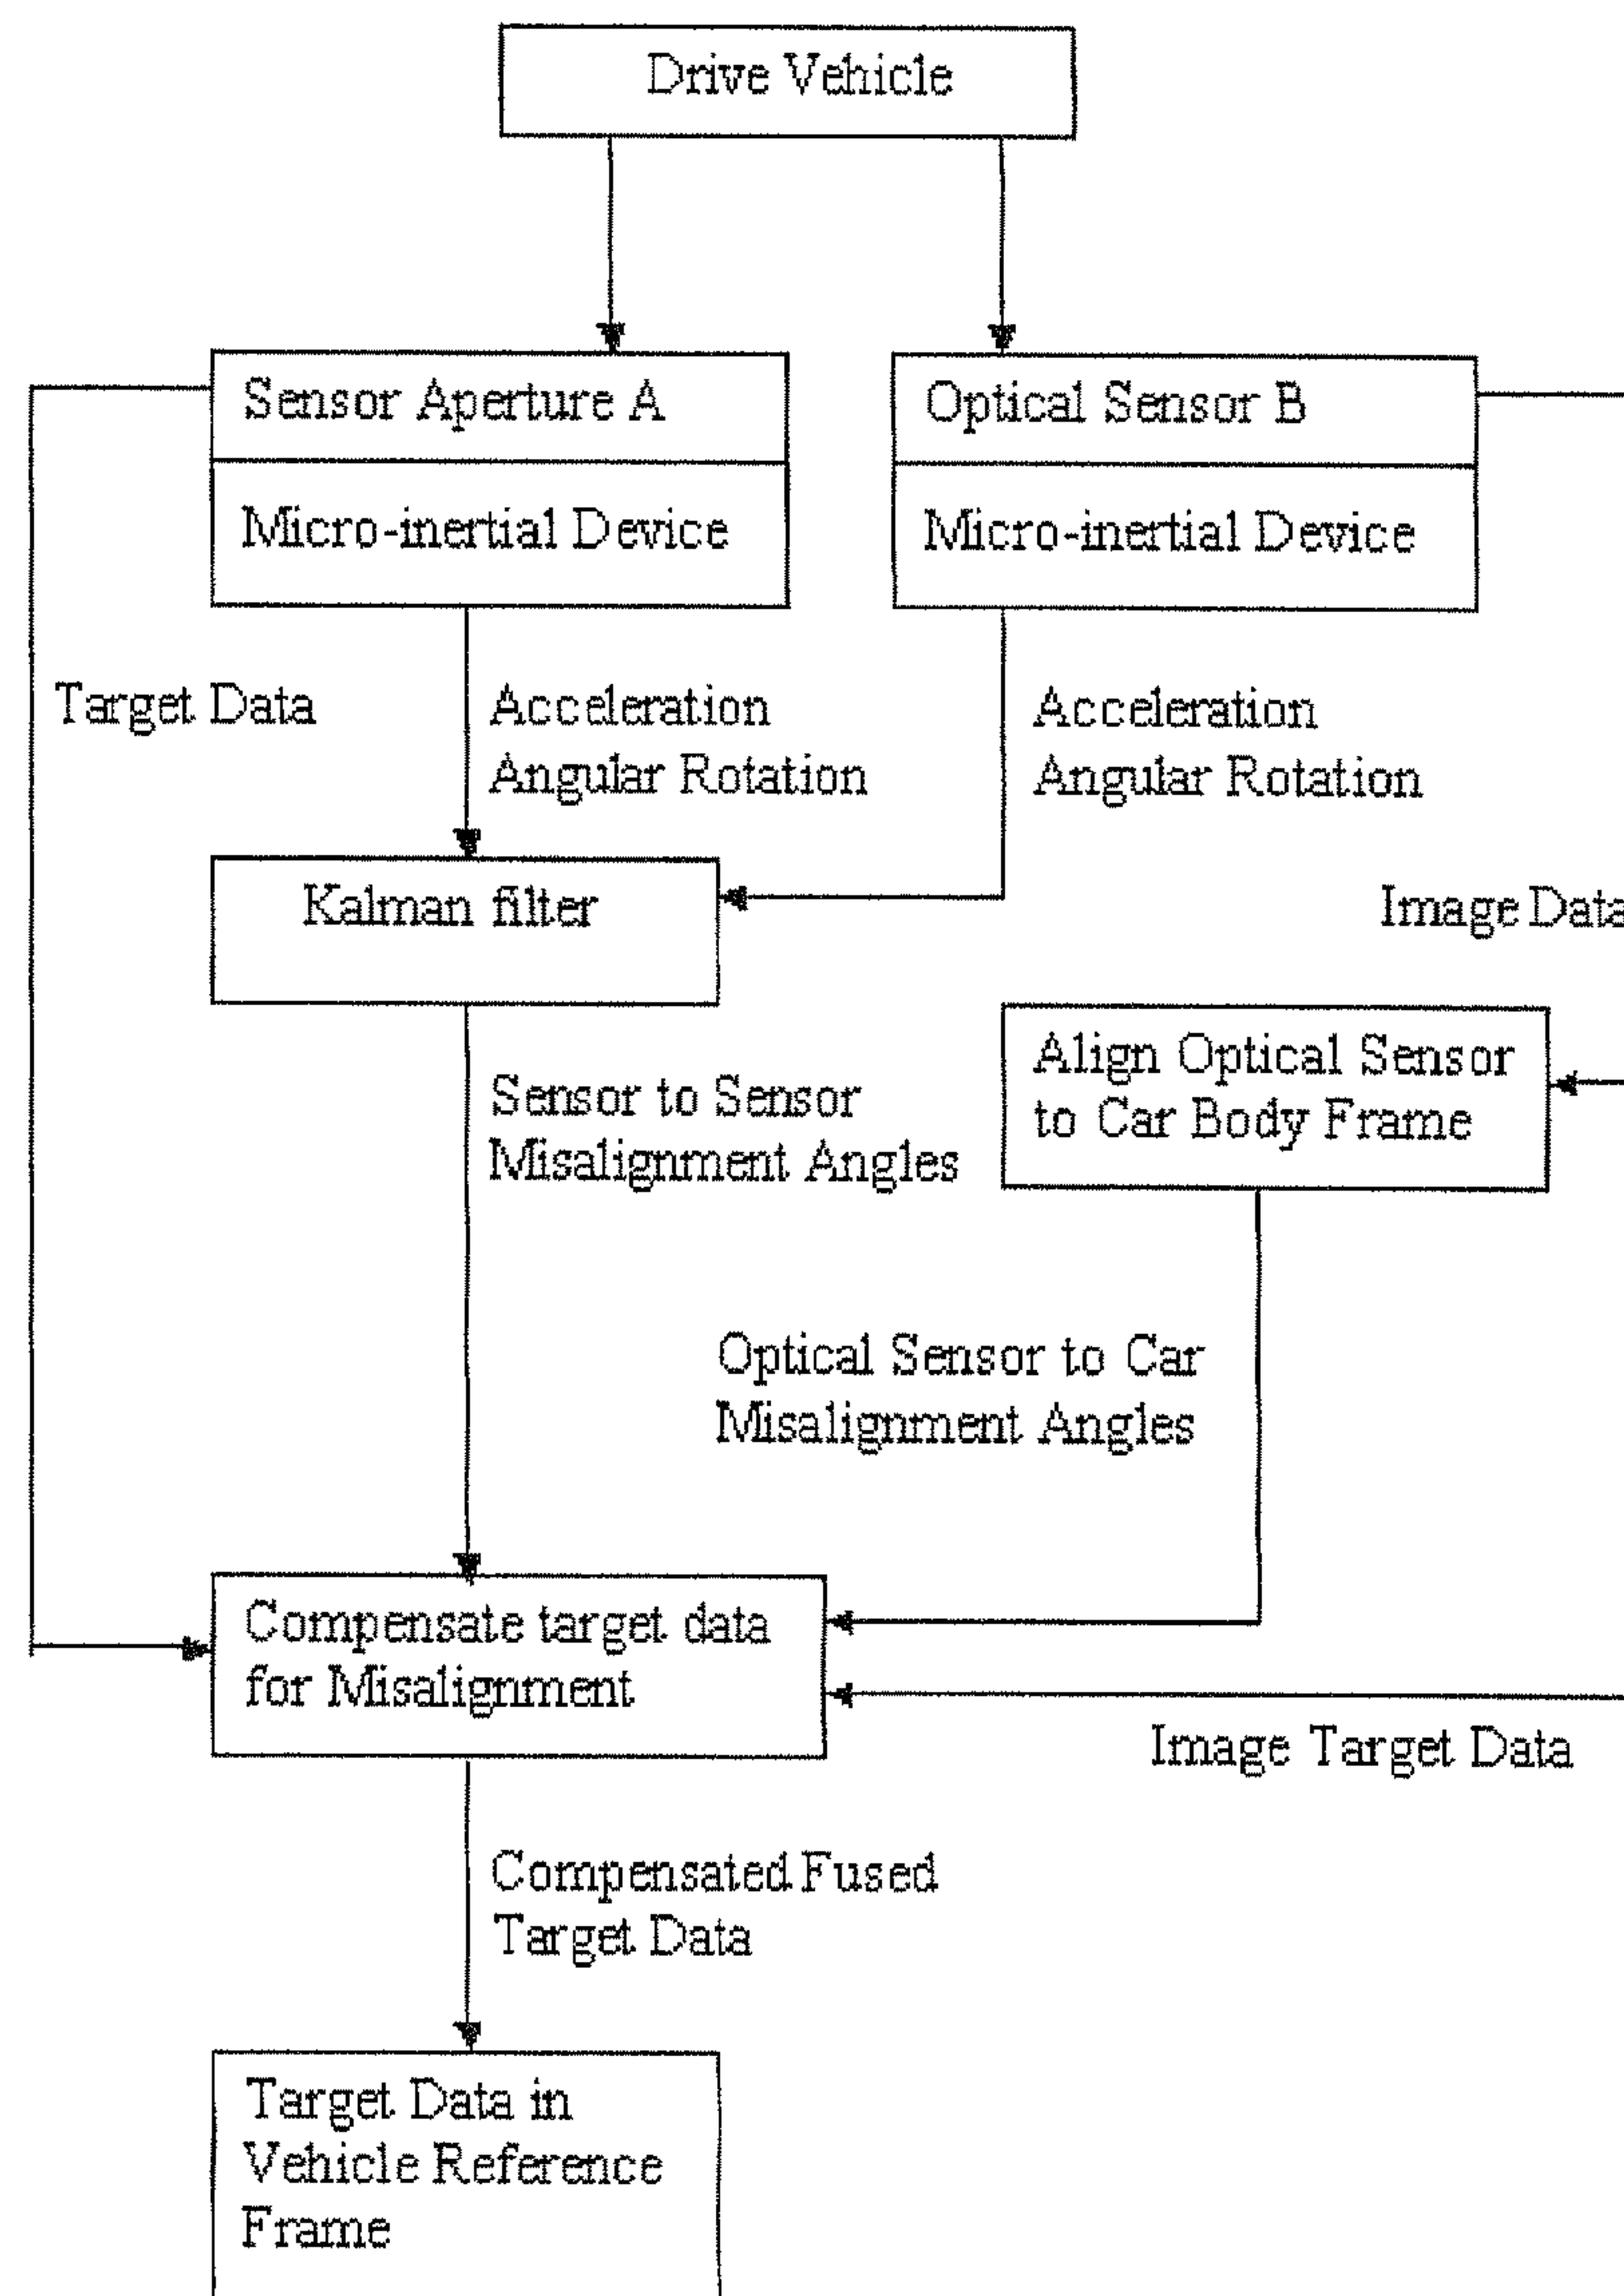 Drive Vehicle
Sensor Aperture A
Optical Sensor B
Micro-inertial Device
Micro-inertial Device
Target Data
Acceleration
Angular Rotation
Acceleration
Angular Rotation
Kalman filter
Image Data
Align Optical Sensor
to Car Body Frame
Sensor to Sensor
Misalignment Angles
Optical Sensor to Car
Misalignment Angles
Compensate target data
for Misalignment
Image Target Data
Compensated Fused
Target Data
Target Data in
Vehicle Reference
Frame